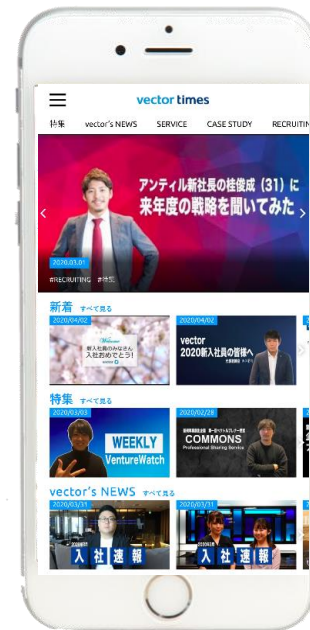 vector times
特集 vector's NEWS SERVICE CASE STUDY RECRUITIN
アンティル新社長の桂俊成（31）に
来年度の戦略を聞いてみた
2020.03.01
#RECRUITING #特集
新着 すべて見る
2020/04/02
Welcome
新入社員のみなさん
入社おめでとう!
2020/04/02
vector
2020新入社員の皆様へ
特集 すべて見る
2020/03/03
WEEKLY
VentureWatch
2020/02/28
COMMONS
Professional Sharing Service
vector's NEWS すべて見る
2020/03/31
入社速報
2020/03/31
入社速報